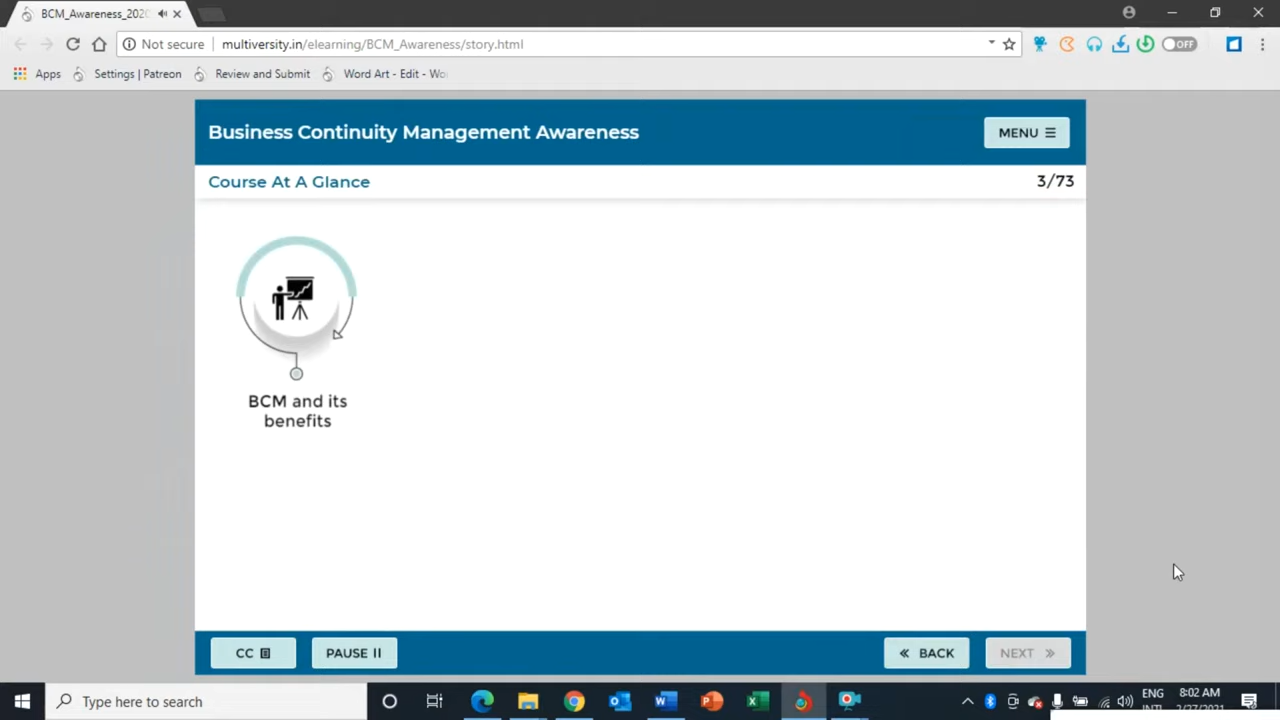 BCM_Awareness_202
Not secure
multiversity.in/elearning/BCM_Awareness/story.html
OFF
Apps
Settings | Patreon
Review and Submit
Word Art - Edit - Wo
Business Continuity Management Awareness
MENU
Course At A Glance
3/73
BCM and its
benefits
CC
PAUSE
BACK
NEXT
Type here to search
ENG
8:02 AM